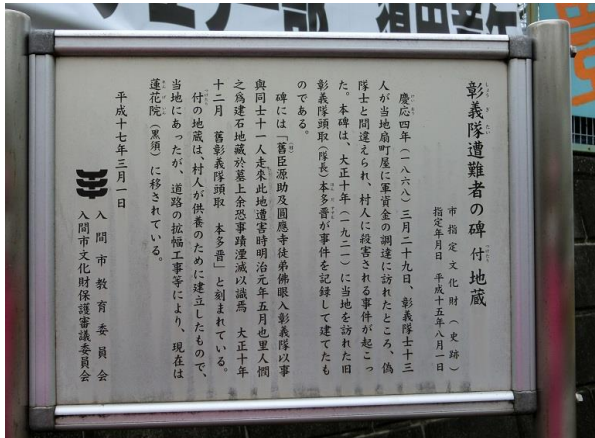 彰義隊遭難者の碑 付 地蔵
市指定文化財(史跡)
指定年月日 平成十五年八月一日
慶応四年(一八六八)三月二十九日、彰義隊士十三
人が当地扇町屋に軍資金の調達に訪れたところ、偽
隊士と間違えられ、村人に殺害される事件が起こっ
た。本碑は、大正十年(一九二一)に当地を訪れた旧
彰義隊頭取(隊長)本多晋が事件を記録して建てたも
のである。
碑には「舊臣源助及圓應寺徒弟佛眼入彰義隊以事
與同士十一人走來此地遭害時明治元年五月也里人憫
之為建石地藏於墓上余恐事蹟湮滅以識焉 大正十年
十二月 舊彰義隊頭取 本多晋」と刻まれている。
付の地蔵は、村人が供養のために建立したもので、
当地にあったが、道路の拡幅工事等により、現在は
蓮花院(黒須)に移されている。
平成十七年三月一日
入間市教育委員会
入間市文化財保護審議委員会